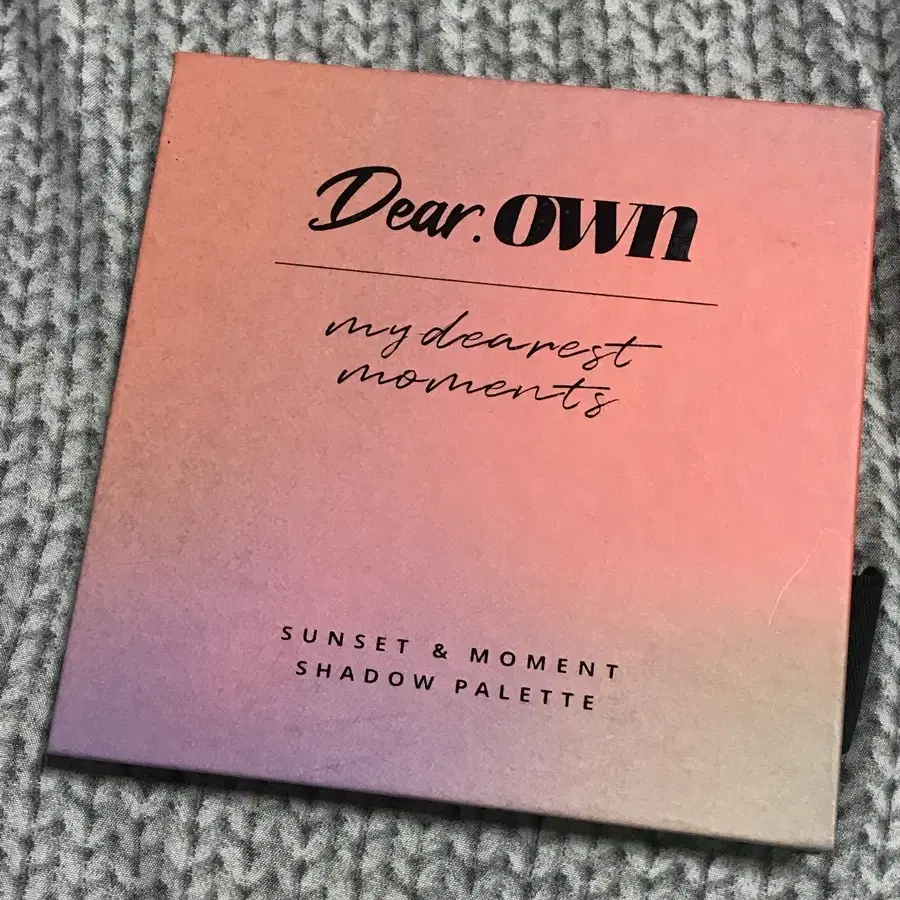 Dear.own
my dearest
moments
SUNSET & MOMENT
SHADOW PALETTE